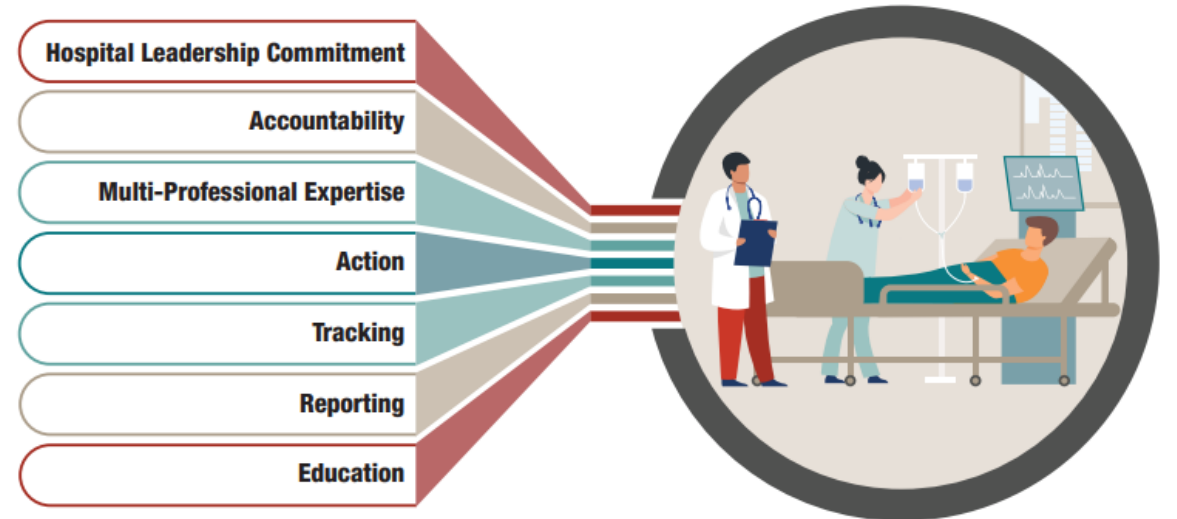 Hospital Leadership Commitment
Accountability
Multi-Professional Expertise
Action
Tracking
Reporting
Education